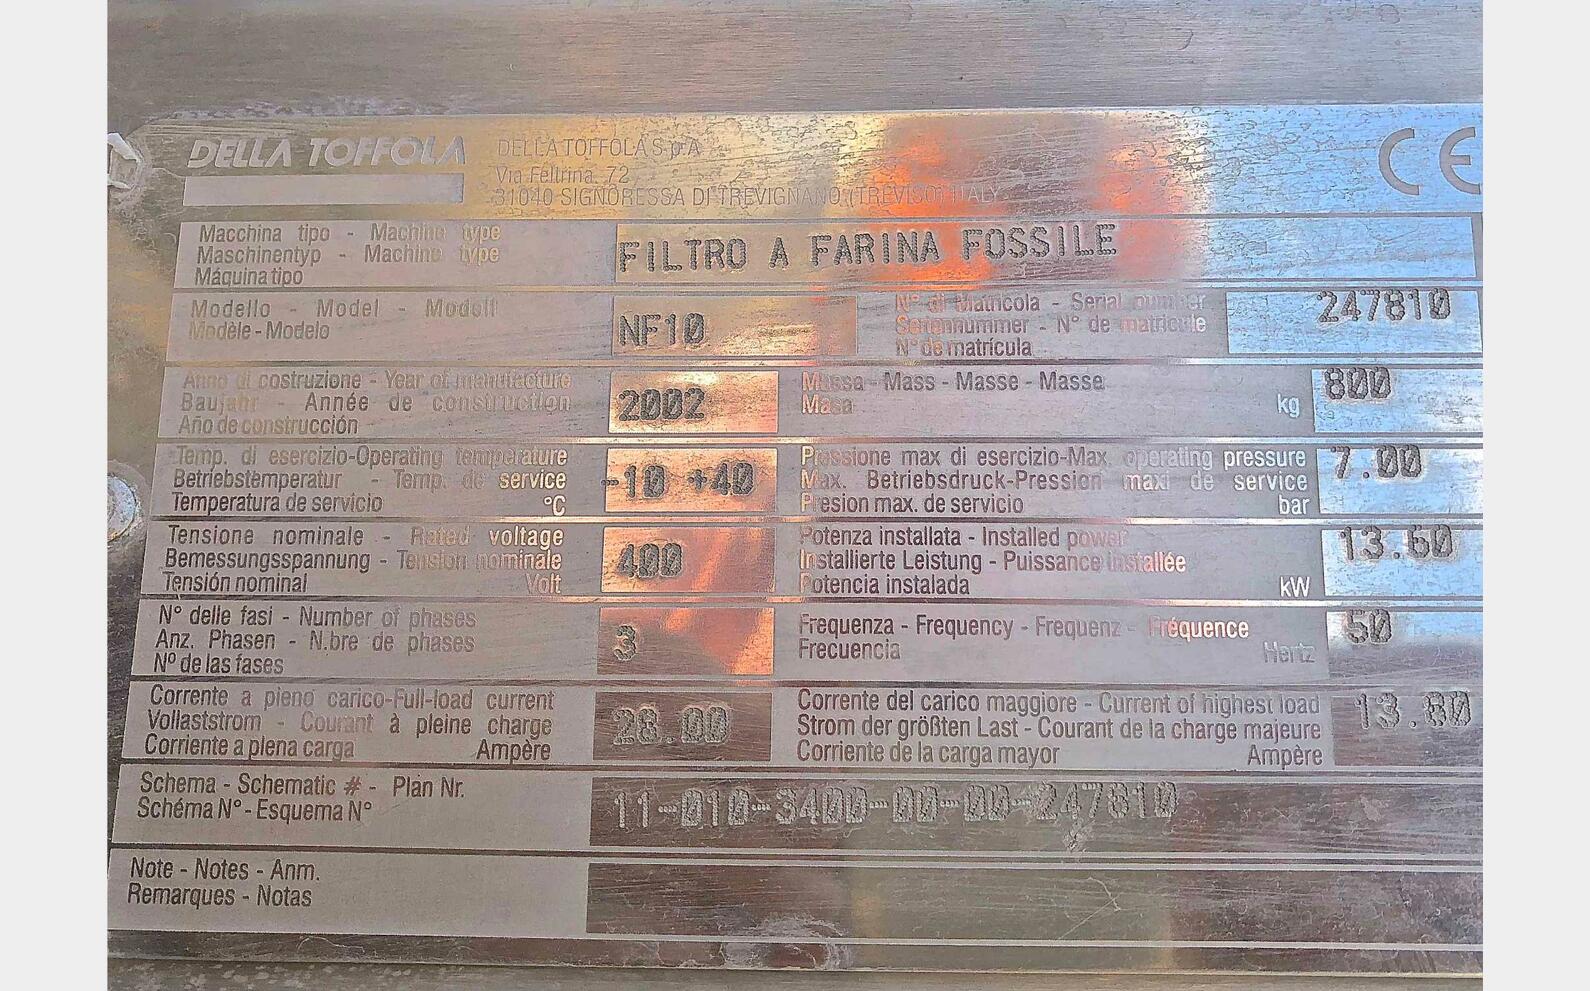 DELLA TOFFOLA
DELLA TOFFOLA S.p.A
Via Feltrina, 72
31040 SIGNORESSA DI TREVIGNANO (TREVISO) ITALY
CE
Macchina tipo - Machine type
Maschinentyp - Machine type
Máquina tipo
FILTRO A FARINA FOSSILE
Modello - Model - Modell
Modèle - Modelo
NF10
N° di Matricola - Serial number
Seriennummer - N° de matricule
N° de matrícula
247810
Anno di costruzione - Year of manufacture
Baujahr - Année de construction
Año de construcción
2002
Massa - Mass - Masse - Masse
Masa kg
800
Temp. di esercizio-Operating temperature
Betriebstemperatur - Temp. de service
Temperatura de servicio °C
-10 +40
Pressione max di esercizio-Max. operating pressure
Max. Betriebsdruck-Pression maxi de service
Presion max. de servicio bar
7.00
Tensione nominale - Rated voltage
Bemessungsspannung - Tension nominale
Tensión nominal Volt
400
Potenza installata - Installed power
Installierte Leistung - Puissance installée
Potencia instalada kW
13.60
N° delle fasi - Number of phases
Anz. Phasen - N.bre de phases
Nº de las fases
3
Frequenza - Frequency - Frequenz - Fréquence
Frecuencia Hertz
50
Corrente a pleno carico-Full-load current
Vollaststrom - Courant à pleine charge
Corriente a plena carga Ampère
28.00
Corrente del carico maggiore - Current of highest load
Strom der größten Last - Courant de la charge majeure
Corriente de la carga mayor Ampère
13.80
Schema - Schematic # - Plan Nr.
Schéma N° - Esquema N°
11-010-3400-00-00-247810
Note - Notes - Anm.
Remarques - Notas